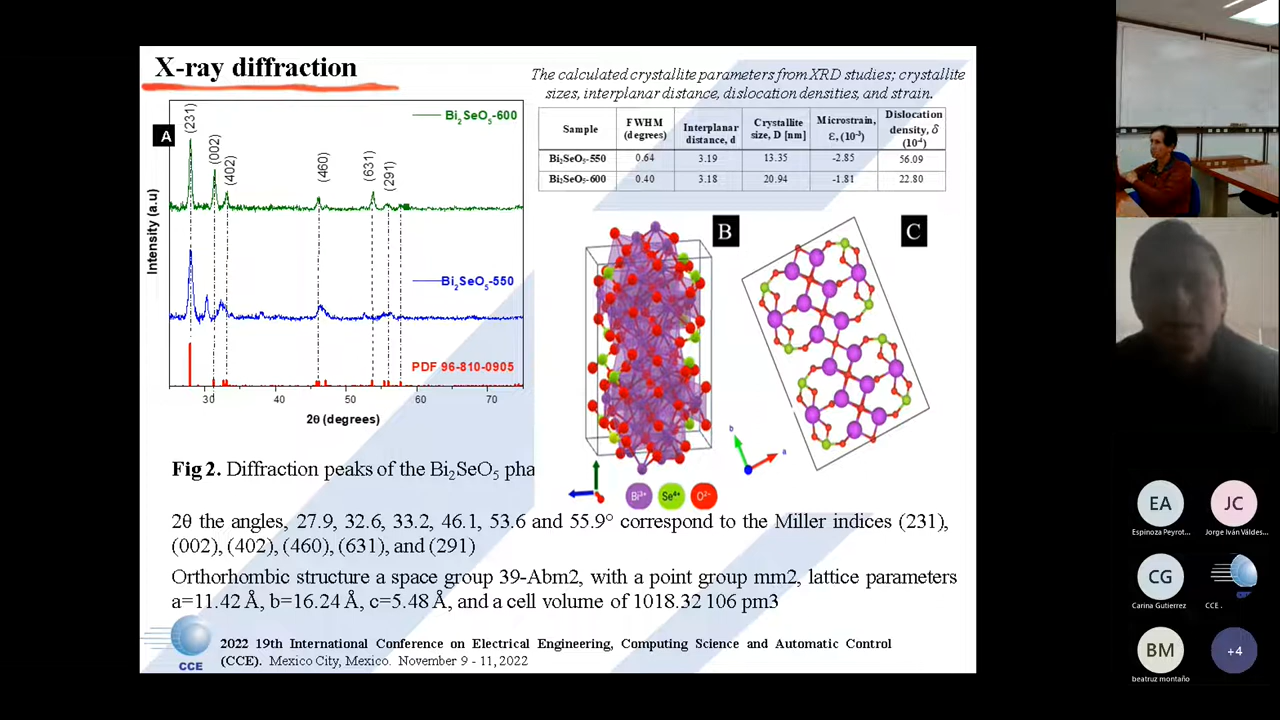 X-ray diffraction
The calculated crystallite parameters from XRD studies; crystallite
sizes, interplanar distance, dislocation densities, and strain.
A
(231)
(002)
(402)
(460)
(631)
(291)
Bi2SeO5-600
Bi2SeO5-550
PDF 96-810-0905
Intensity (a.u)
30 40 50 60 70
2θ (degrees)
Sample FWHM (degrees) Interplanar distance, d Crystallite size, D [nm] Microstrain, Ɛ, (10-3) Dislocation density, δ (10-4)
Bi2SeO5-550 0.64 3.19 13.35 -2.85 56.09
Bi2SeO5-600 0.40 3.18 20.94 -1.81 22.80
B
C
b
a
Bi3+ Se4+ O2-
Fig 2. Diffraction peaks of the Bi2SeO5 pha
2θ the angles, 27.9, 32.6, 33.2, 46.1, 53.6 and 55.9° correspond to the Miller indices (231),
(002), (402), (460), (631), and (291)
Orthorhombic structure a space group 39-Abm2, with a point group mm2, lattice parameters
a=11.42 Å, b=16.24 Å, c=5.48 Å, and a cell volume of 1018.32 106 pm3
CCE
2022 19th International Conference on Electrical Engineering, Computing Science and Automatic Control
(CCE). Mexico City, Mexico. November 9 - 11, 2022
EA
Espinoza Peyrot...
JC
Jorge Iván Váldes...
CG
Carina Gutierrez
CCE .
BM
beatruz montaño
+4